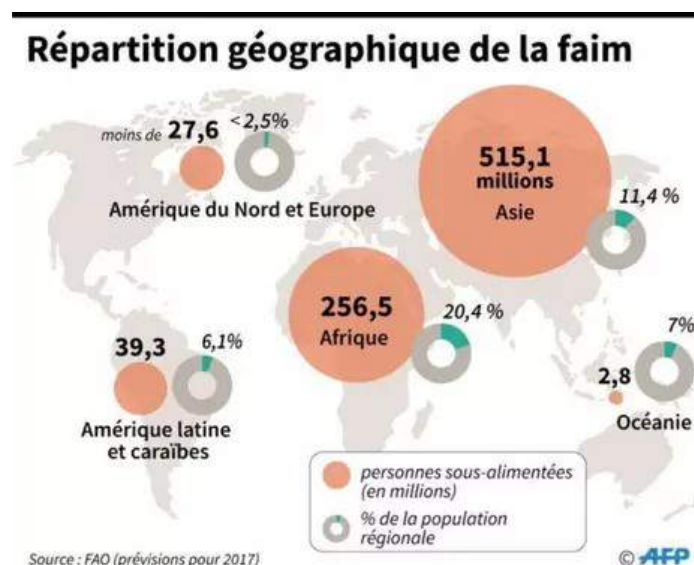 Répartition géographique de la faim
moins de 27,6
<2,5%
Amérique du Nord et Europe
515,1
millions
Asie
11,4 %
256,5
Afrique
20,4 %
39,3
6,1%
Amérique latine
et caraïbes
7%
2,8
Océanie
personnes sous-alimentées
(en millions)
% de la population
régionale
Source : FAO (prévisions pour 2017)
© AFP